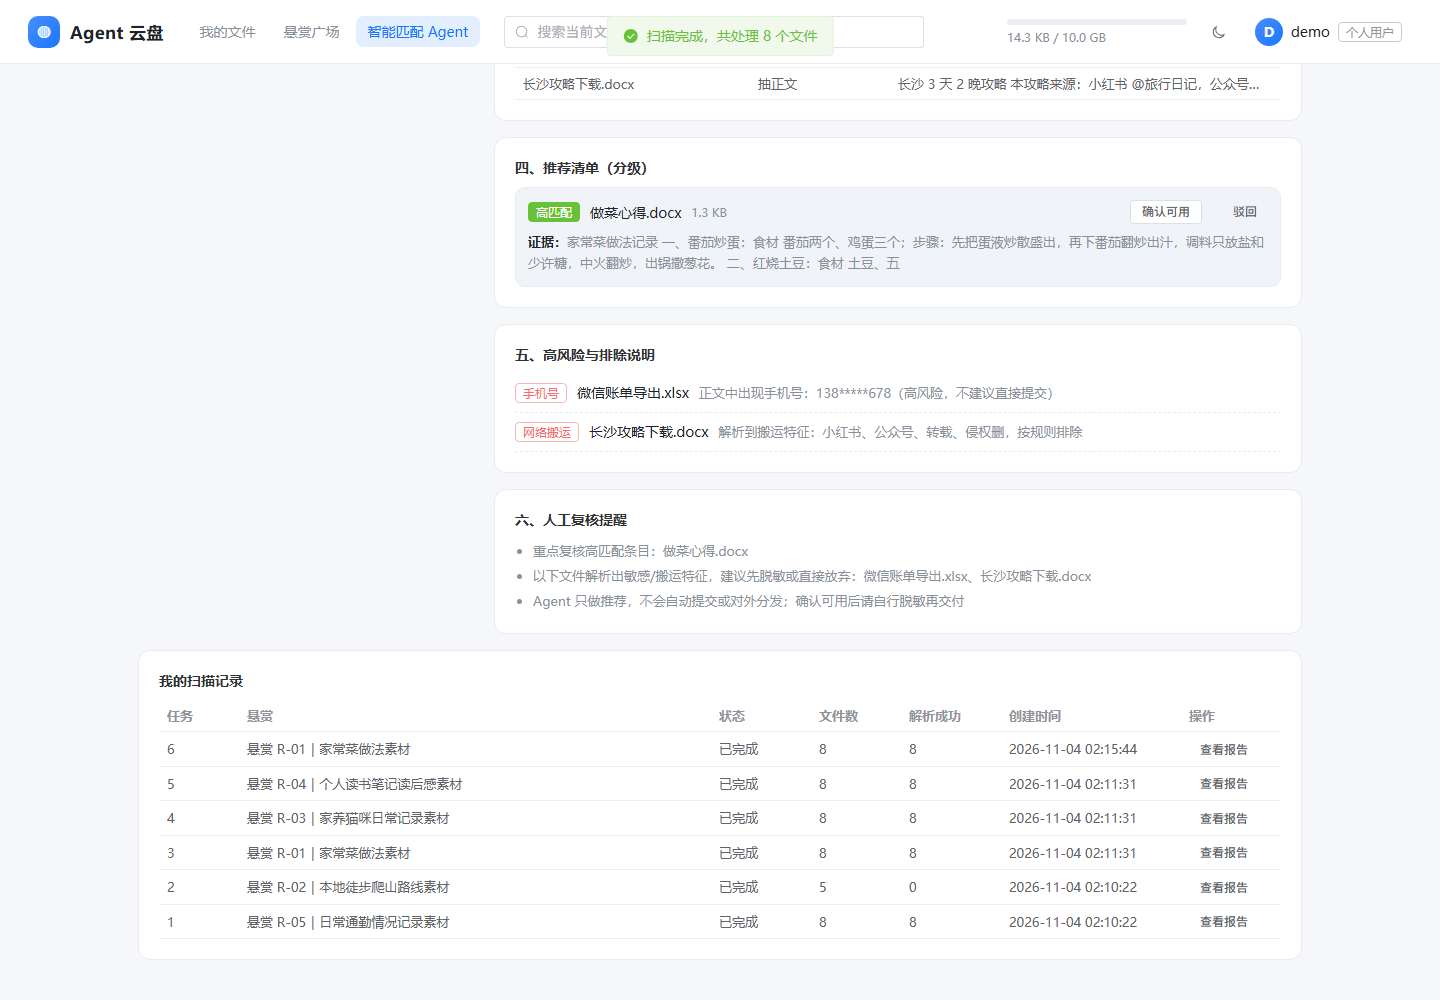 Agent 云盘
我的文件
悬赏广场
智能匹配 Agent
搜索当前文
扫描完成，共处理 8 个文件
14.3 KB / 10.0 GB
D
demo
个人用户
长沙攻略下载.docx 抽正文 长沙 3 天 2 晚攻略 本攻略来源：小红书 @旅行日记，公众号...
四、推荐清单（分级）
高匹配 做菜心得.docx 1.3 KB 确认可用 驳回
证据：家常菜做法记录 一、番茄炒蛋：食材 番茄两个、鸡蛋三个；步骤：先把蛋液炒散盛出，再下番茄翻炒出汁，调料只放盐和
少许糖，中火翻炒，出锅撒葱花。 二、红烧土豆：食材 土豆、五
五、高风险与排除说明
手机号 微信账单导出.xlsx 正文中出现手机号：138*****678（高风险，不建议直接提交）
网络搬运 长沙攻略下载.docx 解析到搬运特征：小红书、公众号、转载、侵权删，按规则排除
六、人工复核提醒
重点复核高匹配条目：做菜心得.docx
以下文件解析出敏感/搬运特征，建议先脱敏或直接放弃：微信账单导出.xlsx、长沙攻略下载.docx
Agent 只做推荐，不会自动提交或对外分发；确认可用后请自行脱敏再交付
我的扫描记录
任务 悬赏 状态 文件数 解析成功 创建时间 操作
6 悬赏 R-01 | 家常菜做法素材 已完成 8 8 2026-11-04 02:15:44 查看报告
5 悬赏 R-04 | 个人读书笔记读后感素材 已完成 8 8 2026-11-04 02:11:31 查看报告
4 悬赏 R-03 | 家养猫咪日常记录素材 已完成 8 8 2026-11-04 02:11:31 查看报告
3 悬赏 R-01 | 家常菜做法素材 已完成 8 8 2026-11-04 02:11:31 查看报告
2 悬赏 R-02 | 本地徒步爬山路线素材 已完成 5 0 2026-11-04 02:10:22 查看报告
1 悬赏 R-05 | 日常通勤情况记录素材 已完成 8 8 2026-11-04 02:10:22 查看报告